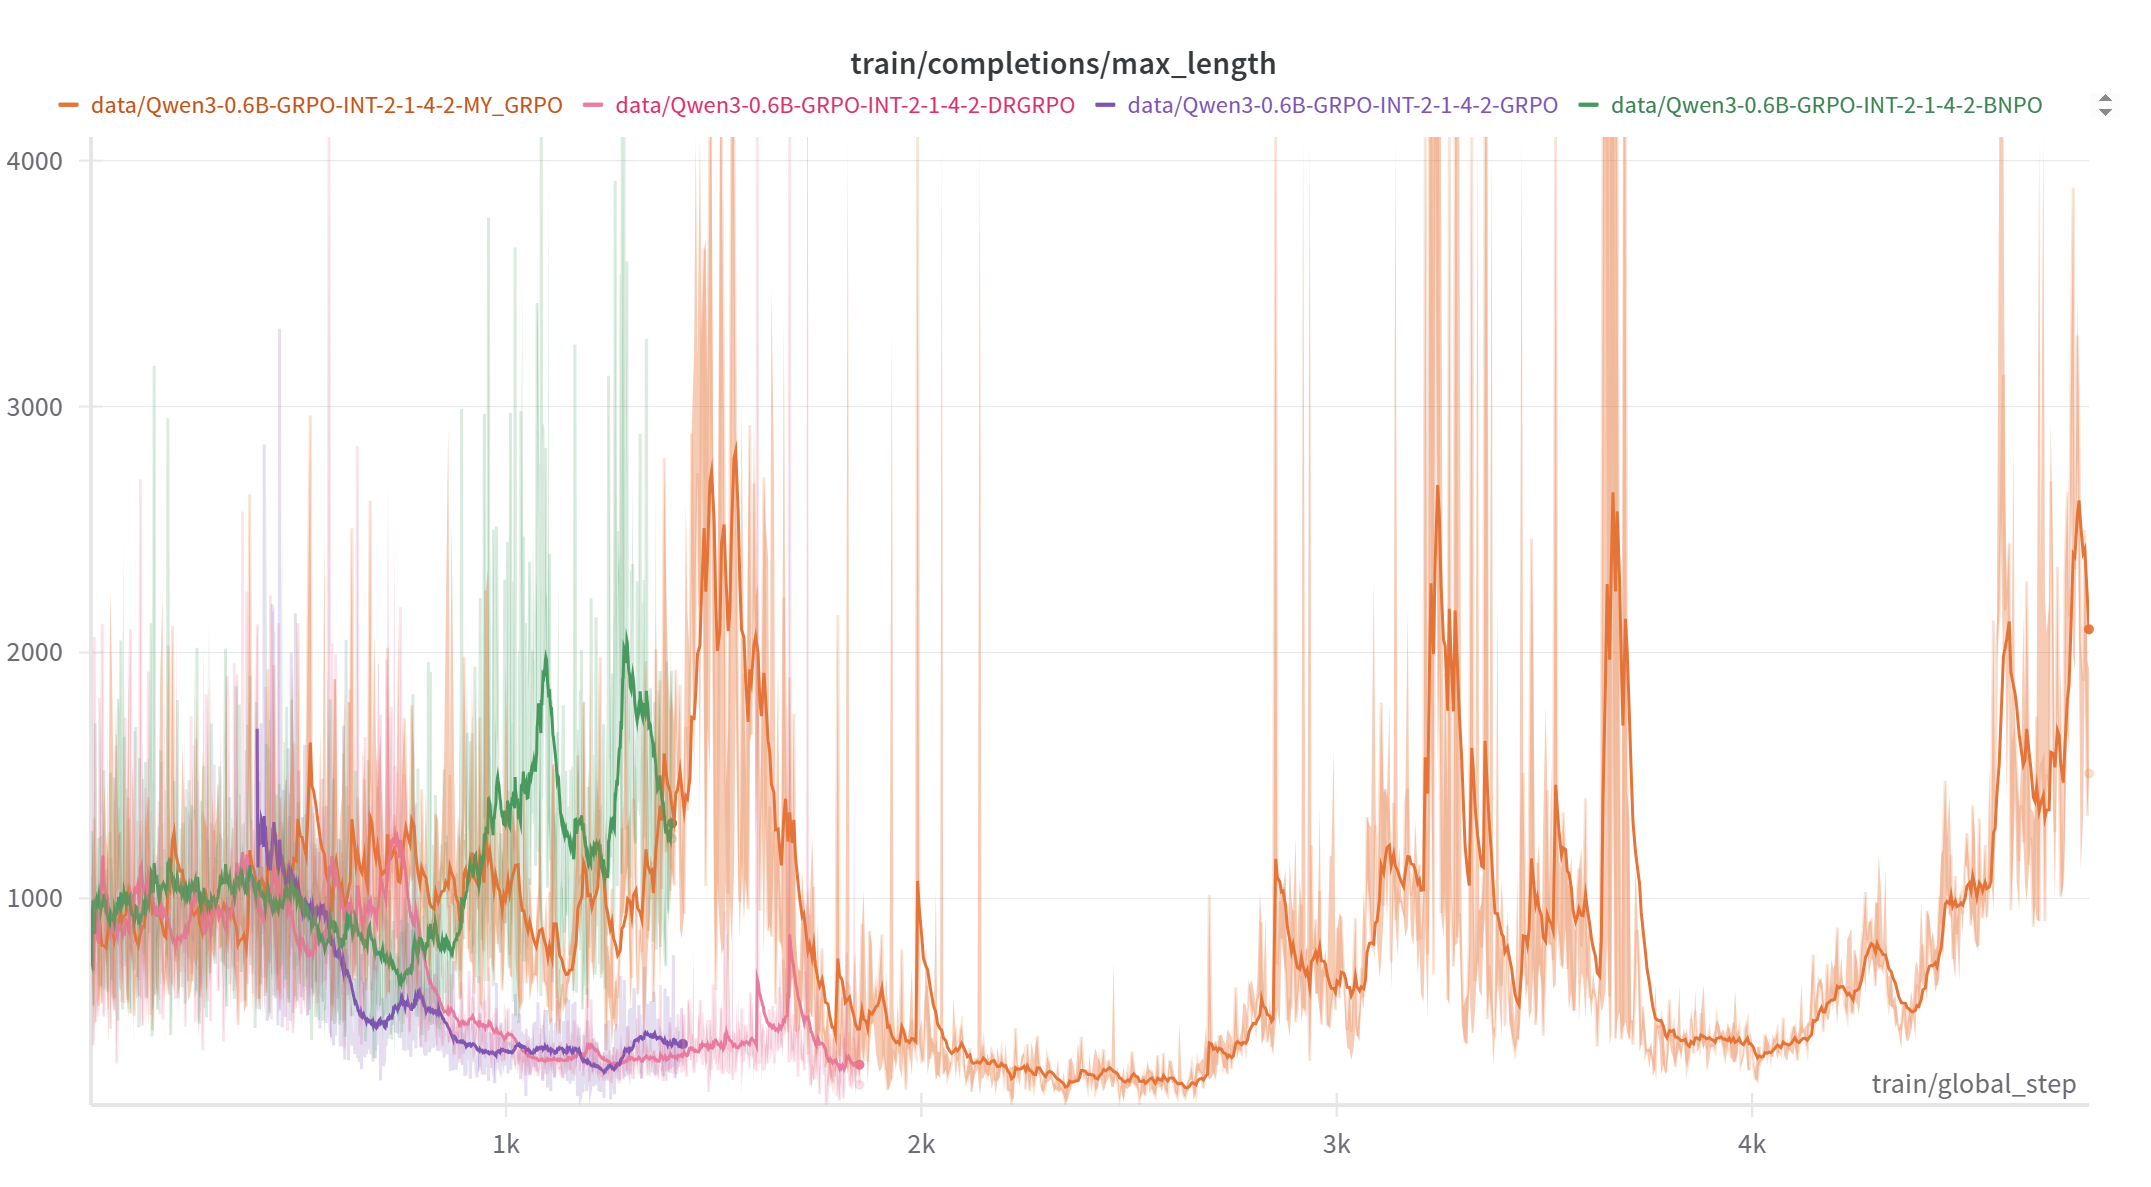 train/completions/max_length
data/Qwen3-0.6B-GRPO-INT-2-1-4-2-MY_GRPO data/Qwen3-0.6B-GRPO-INT-2-1-4-2-DRGRPO data/Qwen3-0.6B-GRPO-INT-2-1-4-2-GRPO data/Qwen3-0.6B-GRPO-INT-2-1-4-2-BNPO
4000
3000
2000
1000
train/global_step
1k 2k 3k 4k